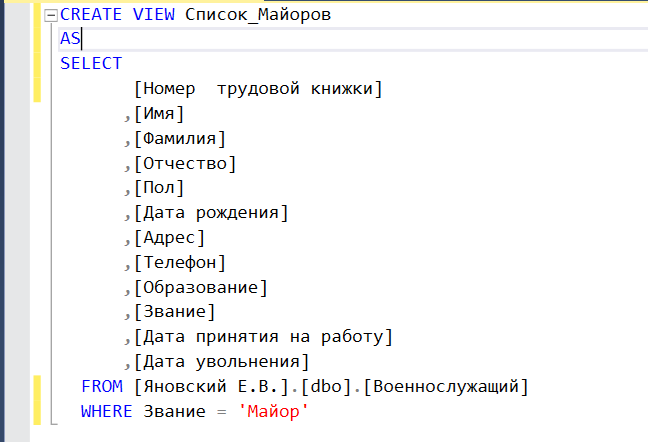 CREATE VIEW Список_Майоров
AS
SELECT
[Номер  трудовой книжки]
,[Имя]
,[Фамилия]
,[Отчество]
,[Пол]
,[Дата рождения]
,[Адрес]
,[Телефон]
,[Образование]
,[Звание]
,[Дата принятия на работу]
,[Дата увольнения]
FROM [Яновский Е.В.].[dbo].[Военнослужащий]
WHERE Звание = 'Майор'